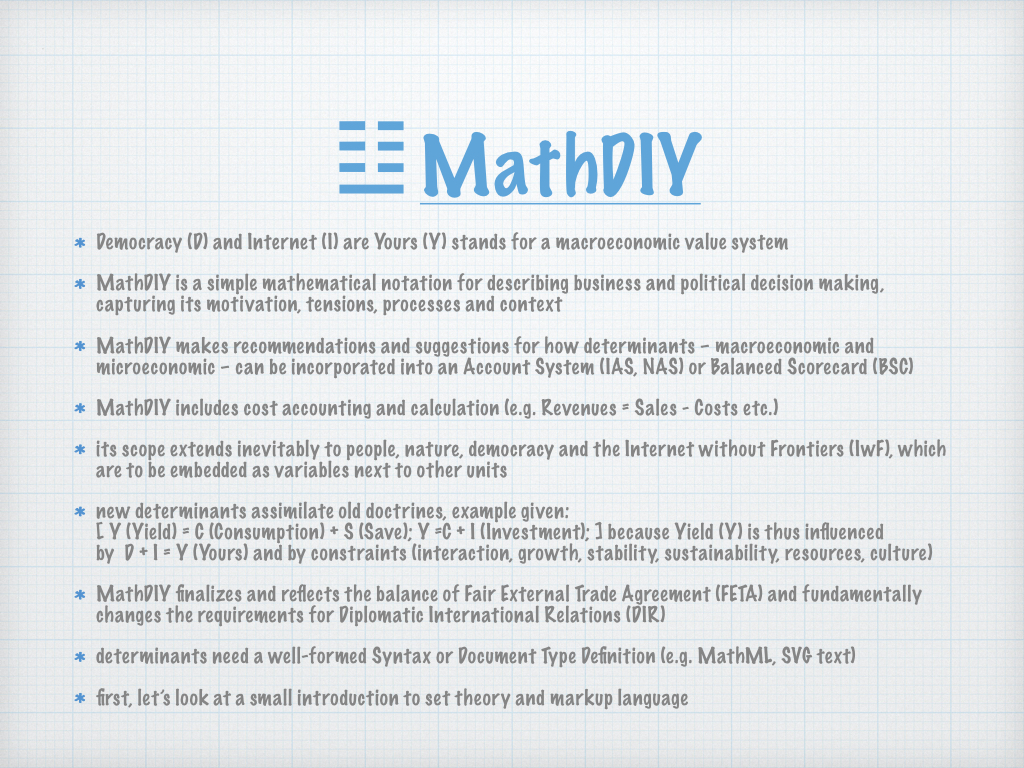 MathDIY
* Democracy (D) and Internet (I) are Yours (Y) stands for a macroeconomic value system
* MathDIY is a simple mathematical notation for describing business and political decision making,
capturing its motivation, tensions, processes and context
* MathDIY makes recommendations and suggestions for how determinants – macroeconomic and
microeconomic – can be incorporated into an Account System (IAS, NAS) or Balanced Scorecard (BSC)
* MathDIY includes cost accounting and calculation (e.g. Revenues = Sales - Costs etc.)
* its scope extends inevitably to people, nature, democracy and the Internet without Frontiers (IwF), which
are to be embedded as variables next to other units
* new determinants assimilate old doctrines, example given:
[ Y (Yield) = C (Consumption) + S (Save); Y =C + I (Investment); ] because Yield (Y) is thus influenced
by  D + I = Y (Yours) and by constraints (interaction, growth, stability, sustainability, resources, culture)
* MathDIY finalizes and reflects the balance of Fair External Trade Agreement (FETA) and fundamentally
changes the requirements for Diplomatic International Relations (DIR)
* determinants need a well-formed Syntax or Document Type Definition (e.g. MathML, SVG text)
* first, let's look at a small introduction to set theory and markup language